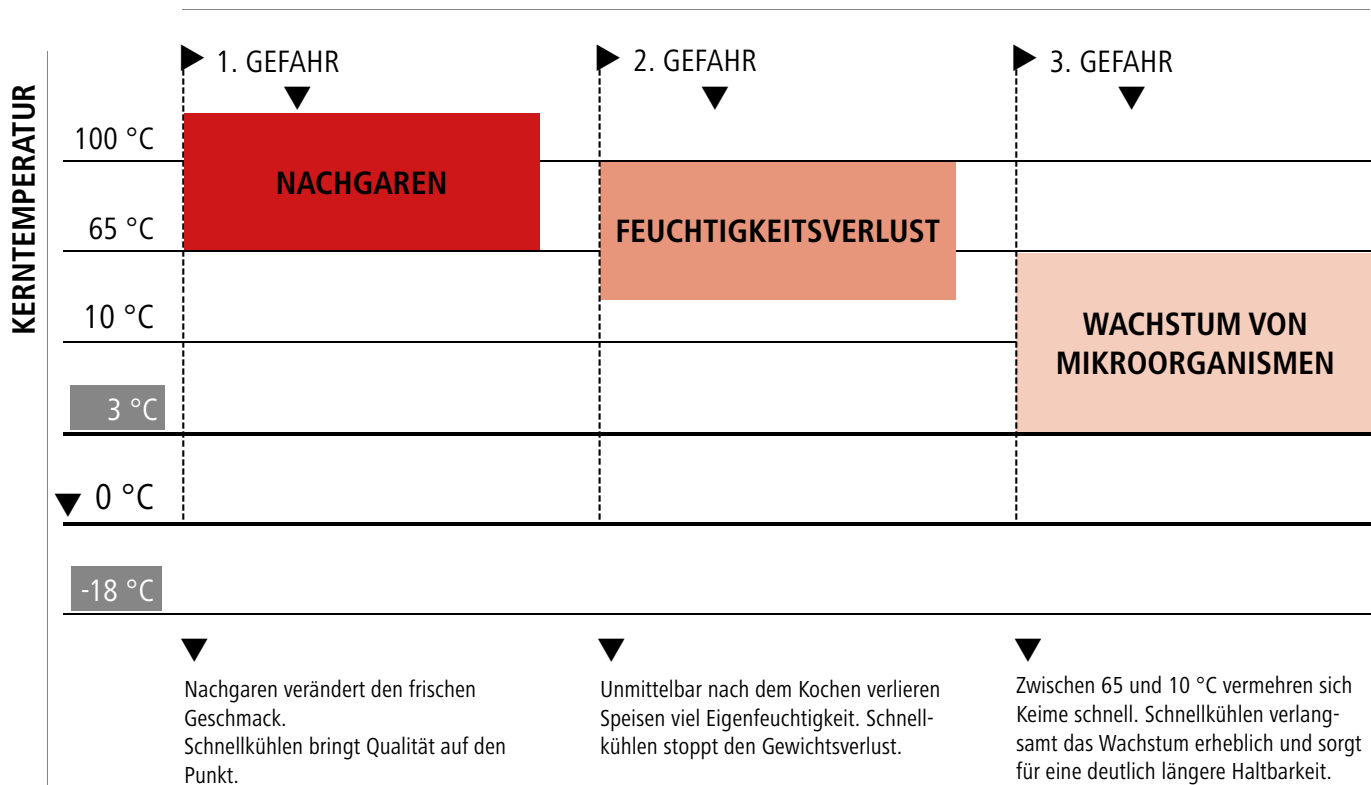 KERNTEMPERATUR
1. GEFAHR
2. GEFAHR
3. GEFAHR
100 °C
65 °C
10 °C
3 °C
0 °C
-18 °C
NACHGAREN
FEUCHTIGKEITSVERLUST
WACHSTUM VON
MIKROORGANISMEN
Nachgaren verändert den frischen
Geschmack.
Schnellkühlen bringt Qualität auf den
Punkt.
Unmittelbar nach dem Kochen verlieren
Speisen viel Eigenfeuchtigkeit. Schnell-
kühlen stoppt den Gewichtsverlust.
Zwischen 65 und 10 °C vermehren sich
Keime schnell. Schnellkühlen verlang-
samt das Wachstum erheblich und sorgt
für eine deutlich längere Haltbarkeit.